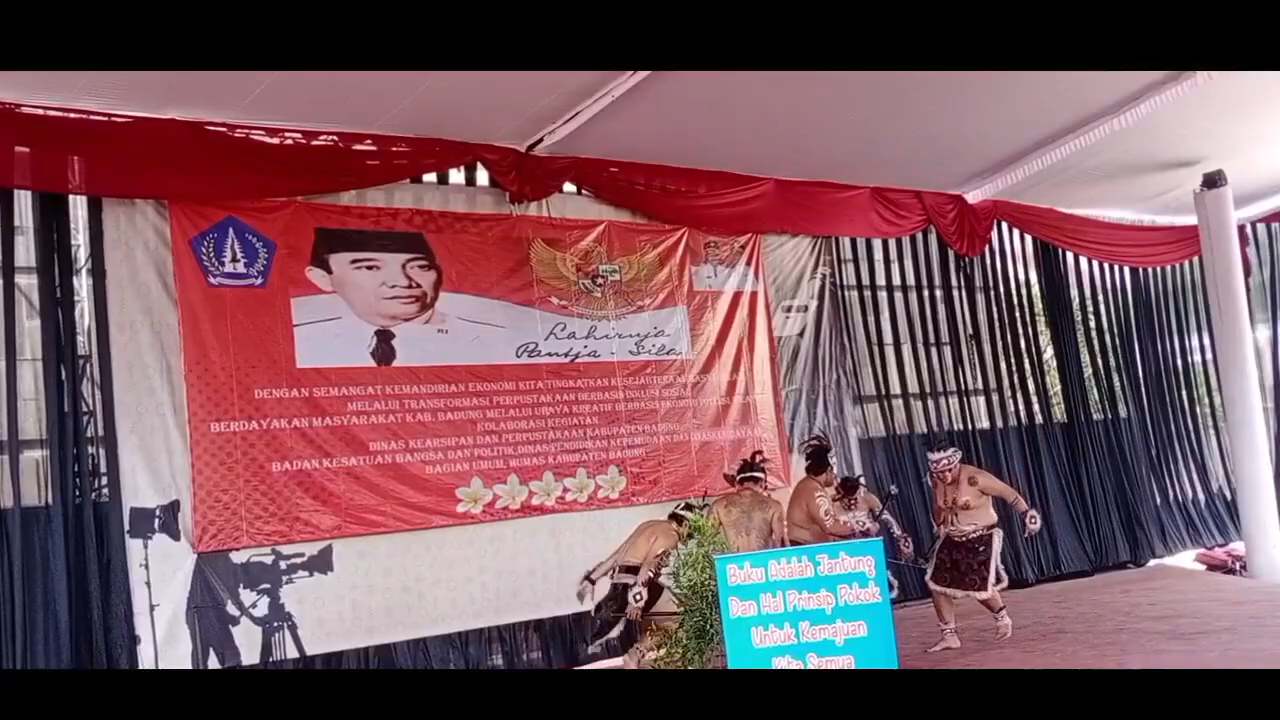 Lahirnja
Pantja - Sila
DENGAN SEMANGAT KEMANDIRIAN EKONOMI KITA TINGKATKAN KESEJAHTERAAN
MELALUI TRANSFORMASI PERPUSTAKAAN BERBASIS INKLUSI SOSIAL
BERDAYAKAN MASYARAKAT KAB. BADUNG MELALUI UPAYA KREATIF BERBASIS EKONOMI
KOLABORASI KEGIATAN
DINAS KEARSIPAN DAN PERPUSTAKAAN KABUPATEN BADUNG,
BADAN KESATUAN BANGSA DAN POLITIK, DINAS PENDIDIKAN KEPEMUDAAN DAN
BAGIAN UMUM, HUMAS KABUPATEN BADUNG
Buku Adalah Jantung
Dan Hal Prinsip Pokok
Untuk Kemajuan
Kita Semua